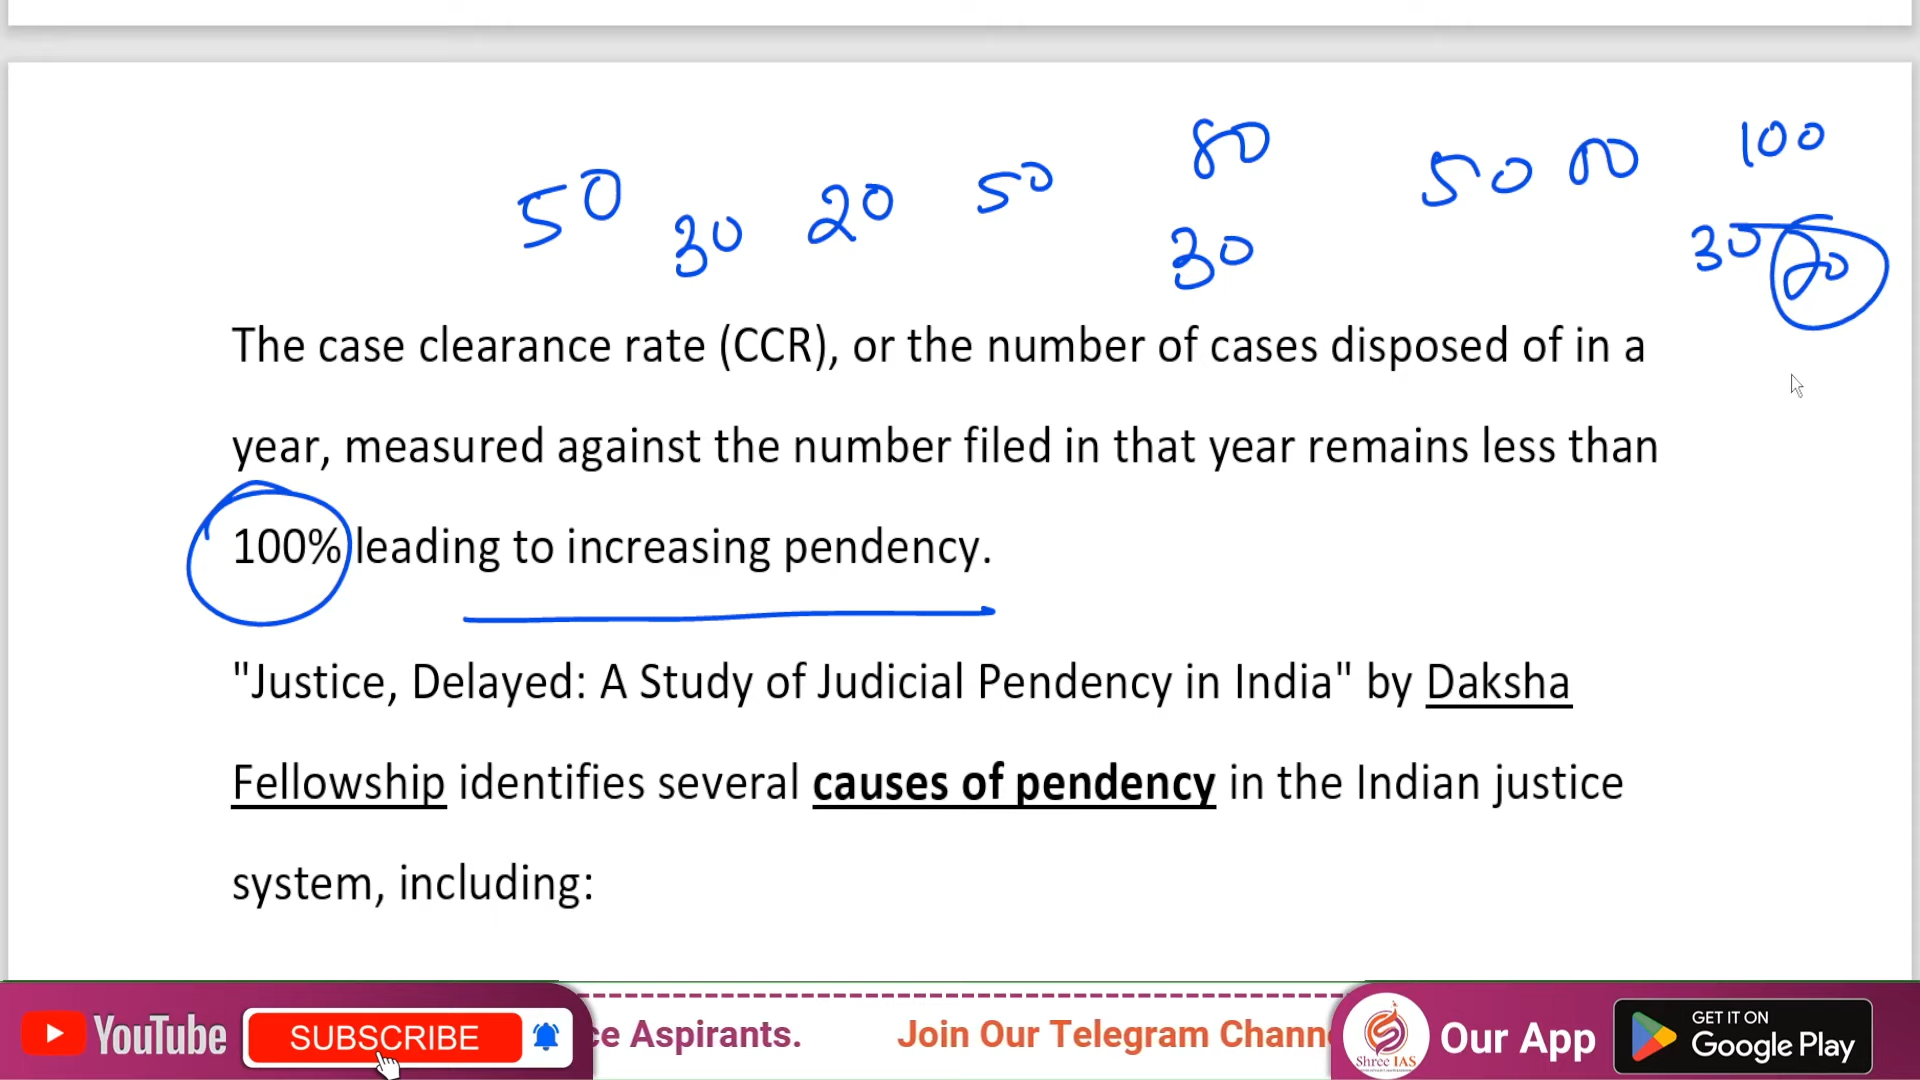 80 100
50 20 50 50
30 30 30 20
The case clearance rate (CCR), or the number of cases disposed of in a
year, measured against the number filed in that year remains less than
100% leading to increasing pendency.
"Justice, Delayed: A Study of Judicial Pendency in India" by Daksha
Fellowship identifies several causes of pendency in the Indian justice
system, including:
YouTube SUBSCRIBE ce Aspirants. Join Our Telegram Chann Shree IAS Our App GET IT ON
Google Play